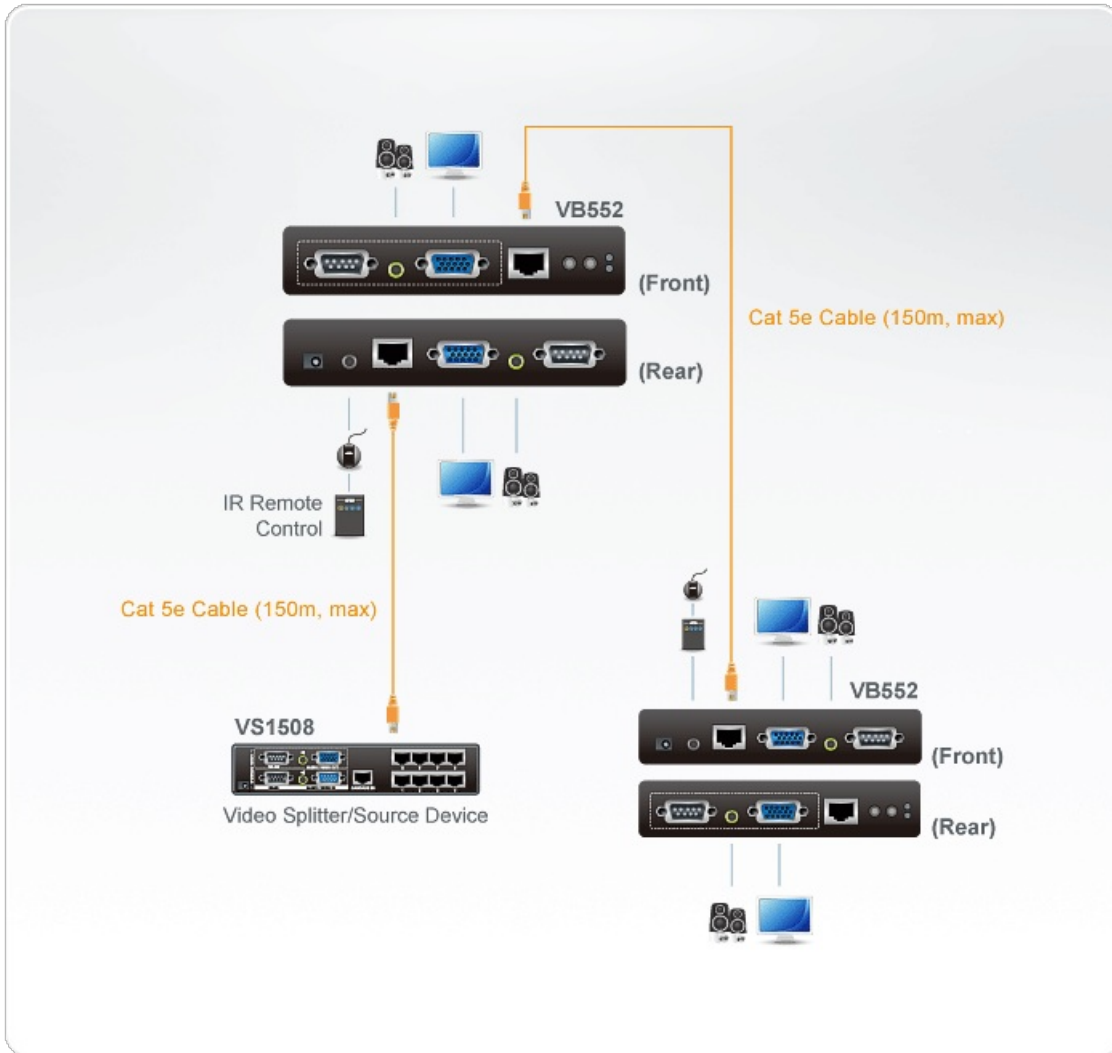 VB552
(Front)
Cat 5e Cable (150m, max)
(Rear)
IR Remote
Control
Cat 5e Cable (150m, max)
VS1508
Video Splitter/Source Device
VB552
(Front)
(Rear)